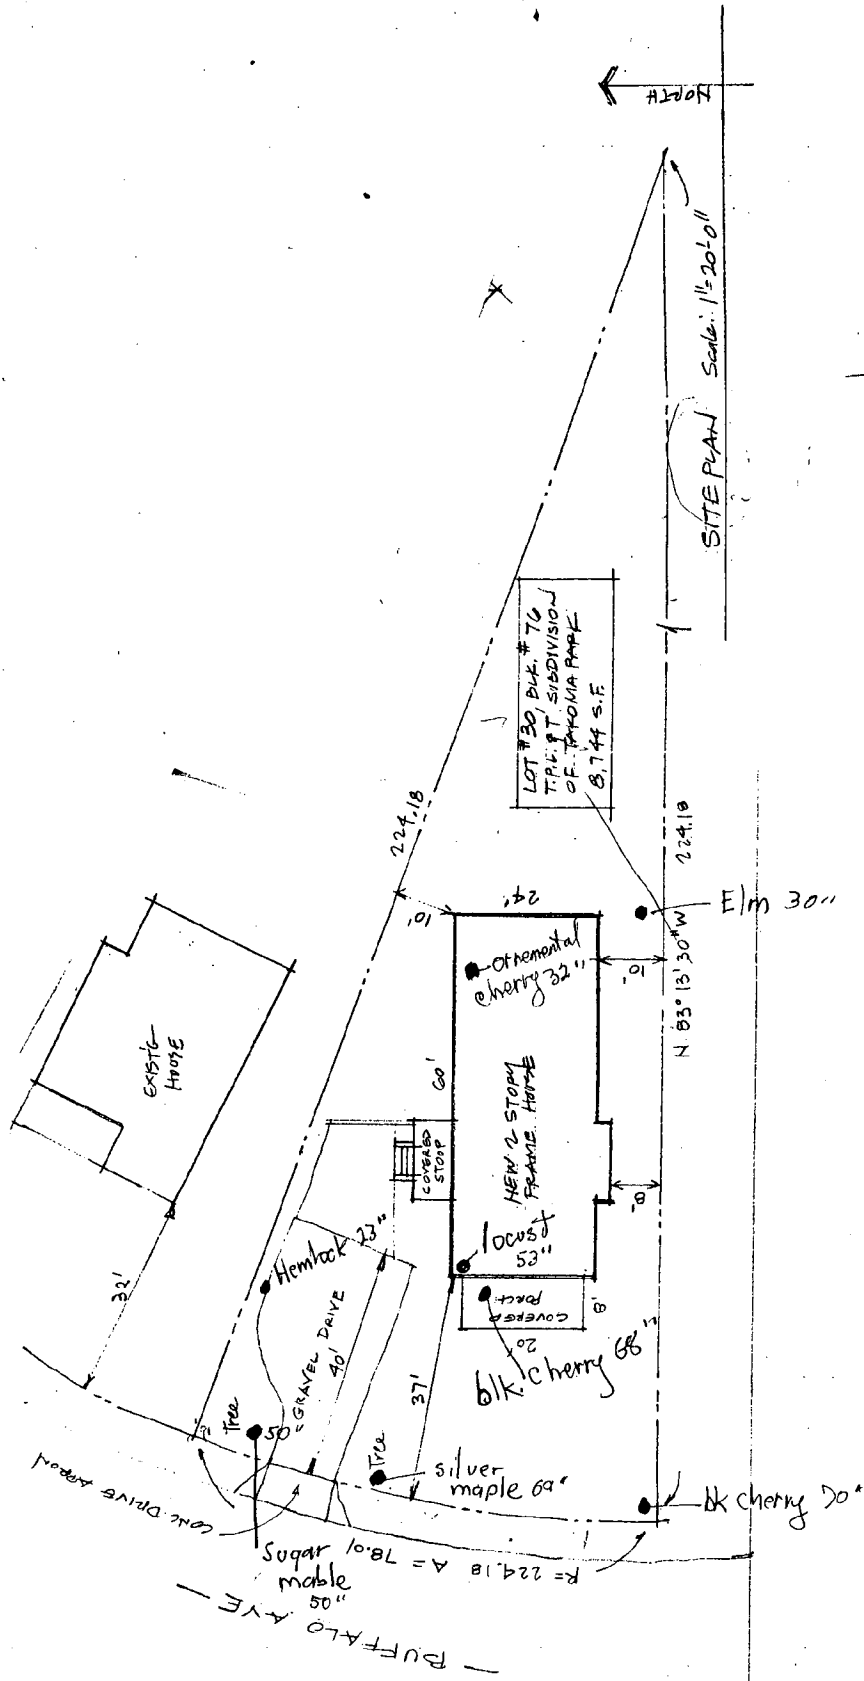 NORTH
SITE PLAN Scale: 1"=20'-0"
LOT #30, BLK. # 76
T.P.L. & T. SUBDIVISION
OF TAKOMA PARK
8,744 S.F.
224.18
N 83° 13' 30" W 224.18
EXIST'G
HOUSE
32'
10'
24'
Elm 30"
Ornemental
cherry 32"
10'
60'
NEW 2 STORY
FRAME HOUSE
COVERED
STOOP
8'
locust
53"
Hemlock 23"
COVERED
PORCH
8'
20'
blk. cherry 68"
GRAVEL DRIVE
40'
37'
Tree
50
Tree
silver
maple 69"
blk cherry 70"
CONC. DRIVE APRON
Sugar
mable
50"
R= 224.18 A = 78.01
— BUFFALO AVE —